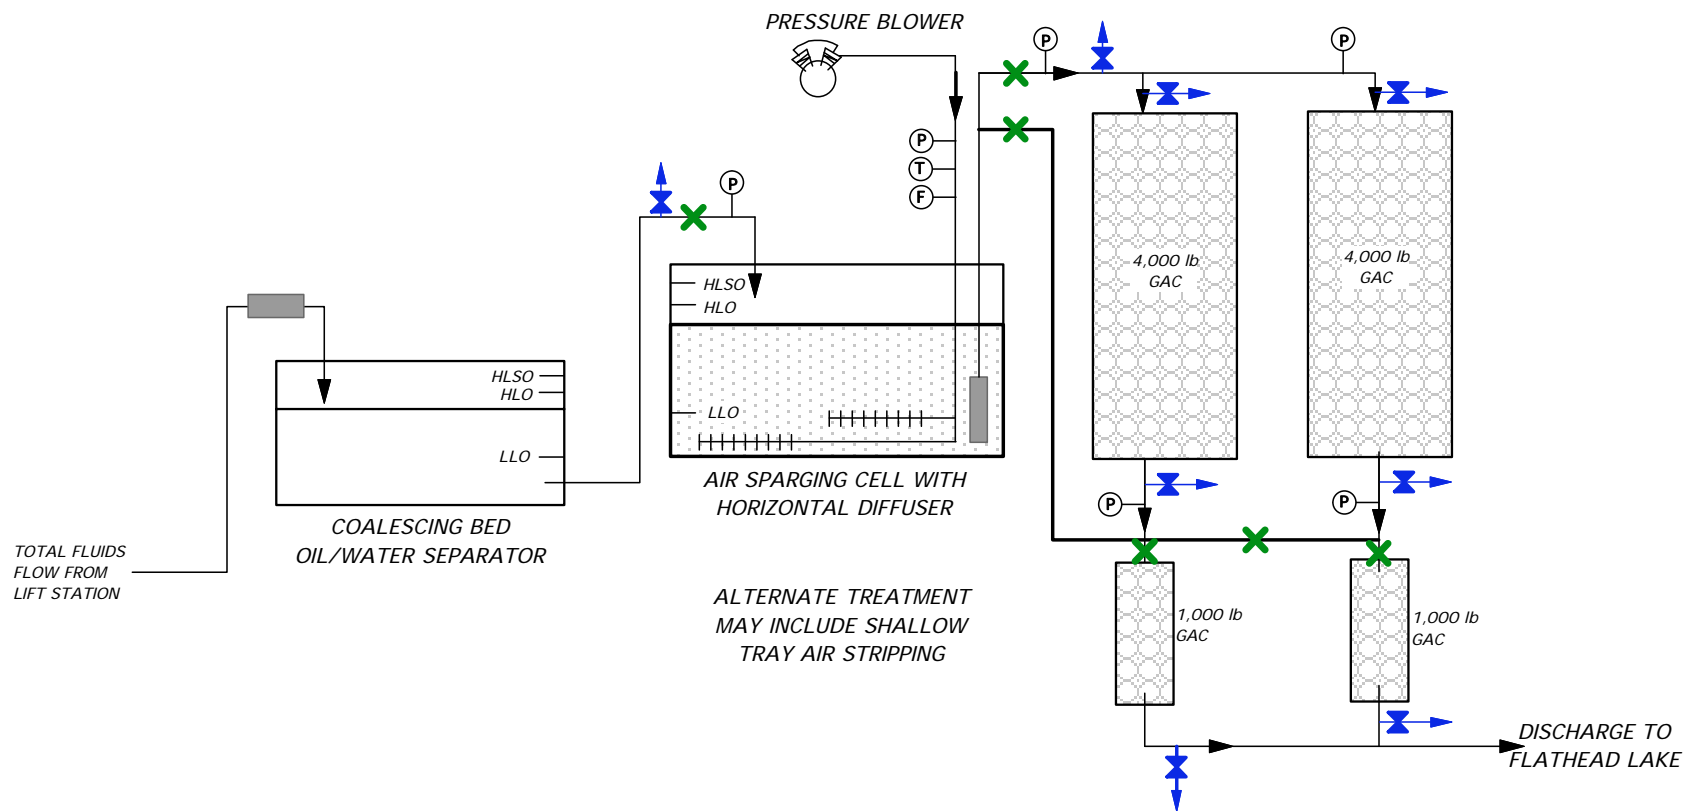 PRESSURE BLOWER
P
P
P
T
F
P
HLSO
HLO
LLO
AIR SPARGING CELL WITH
HORIZONTAL DIFFUSER
HLSO
HLO
LLO
COALESCING BED
OIL/WATER SEPARATOR
TOTAL FLUIDS
FLOW FROM
LIFT STATION
ALTERNATE TREATMENT
MAY INCLUDE SHALLOW
TRAY AIR STRIPPING
4,000 lb
GAC
4,000 lb
GAC
P
P
1,000 lb
GAC
1,000 lb
GAC
DISCHARGE TO
FLATHEAD LAKE